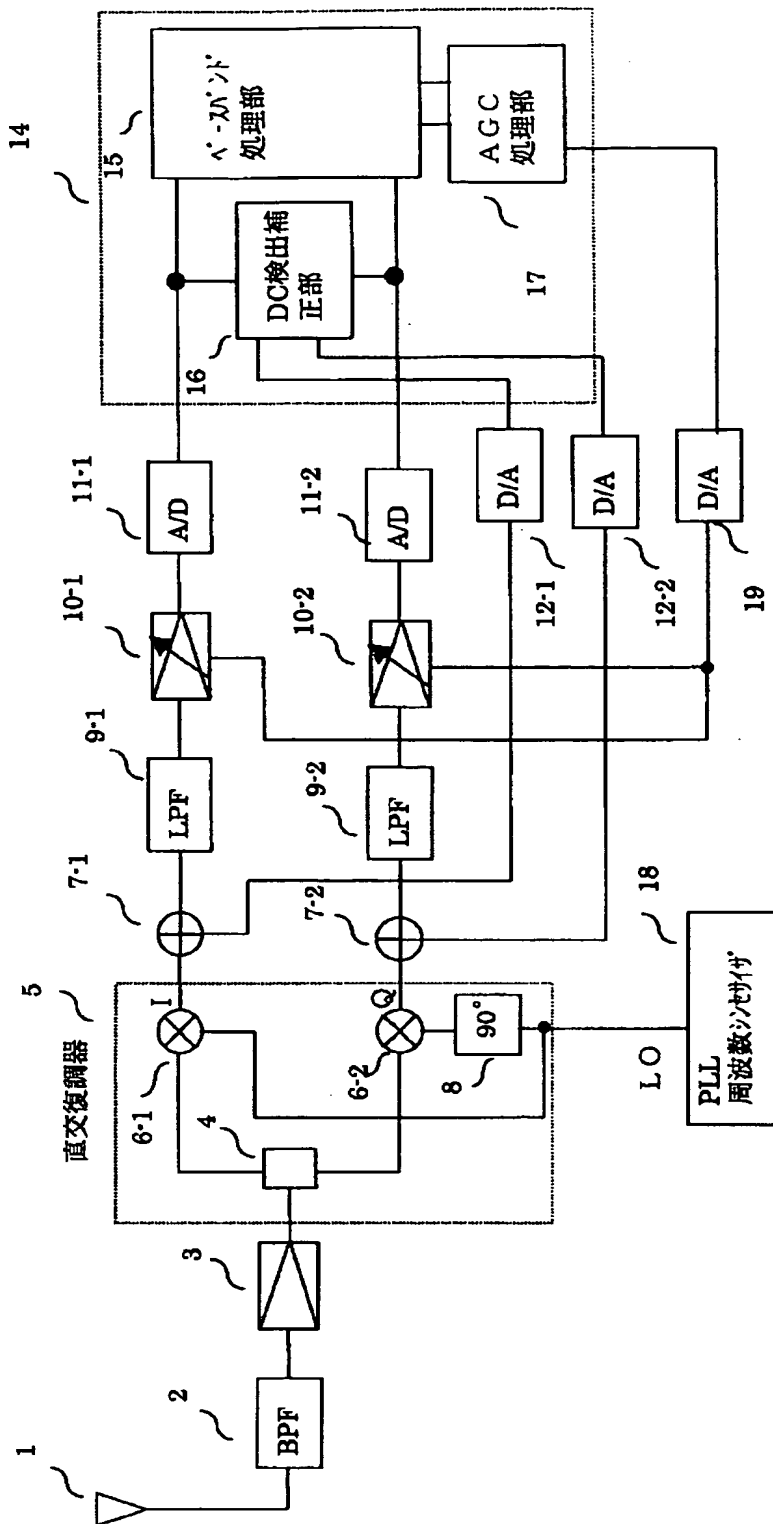 1
2
BPF
3
直交復調器
5
4
6-1
I
6-2
Q
8
90°
LO
18
PLL
周波数シンセサイザ
7-1
7-2
9-1
LPF
9-2
LPF
10-1
10-2
11-1
A/D
11-2
A/D
12-1
D/A
12-2
D/A
19
D/A
14
15
ベースバンド
処理部
16
DC検出補
正部
17
AGC
処理部